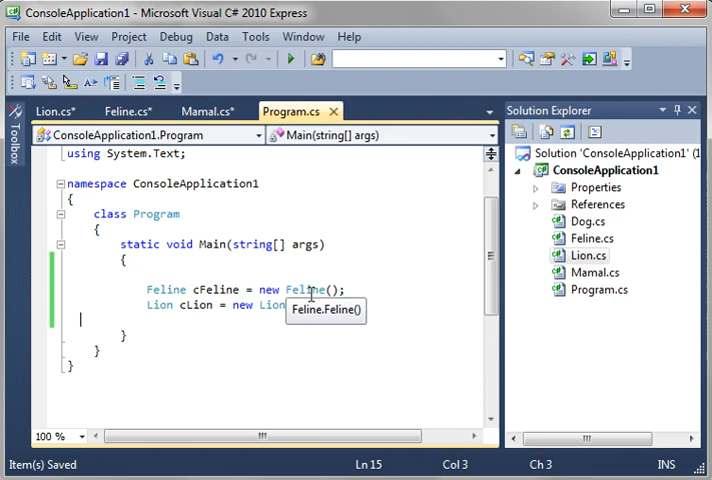 ConsoleApplication1 - Microsoft Visual C# 2010 Express
File Edit View Project Debug Data Tools Window Help
Toolbox
Lion.cs* Feline.cs* Mamal.cs* Program.cs
ConsoleApplication1.Program Main(string[] args)
using System.Text;
namespace ConsoleApplication1
{
class Program
{
static void Main(string[] args)
{
Feline cFeline = new Feline();
Lion cLion = new Lion
Feline.Feline()
}
}
}
100 %
Solution Explorer
Solution 'ConsoleApplication1'
ConsoleApplication1
Properties
References
Dog.cs
Feline.cs
Lion.cs
Mamal.cs
Program.cs
Item(s) Saved Ln 15 Col 3 Ch 3 INS